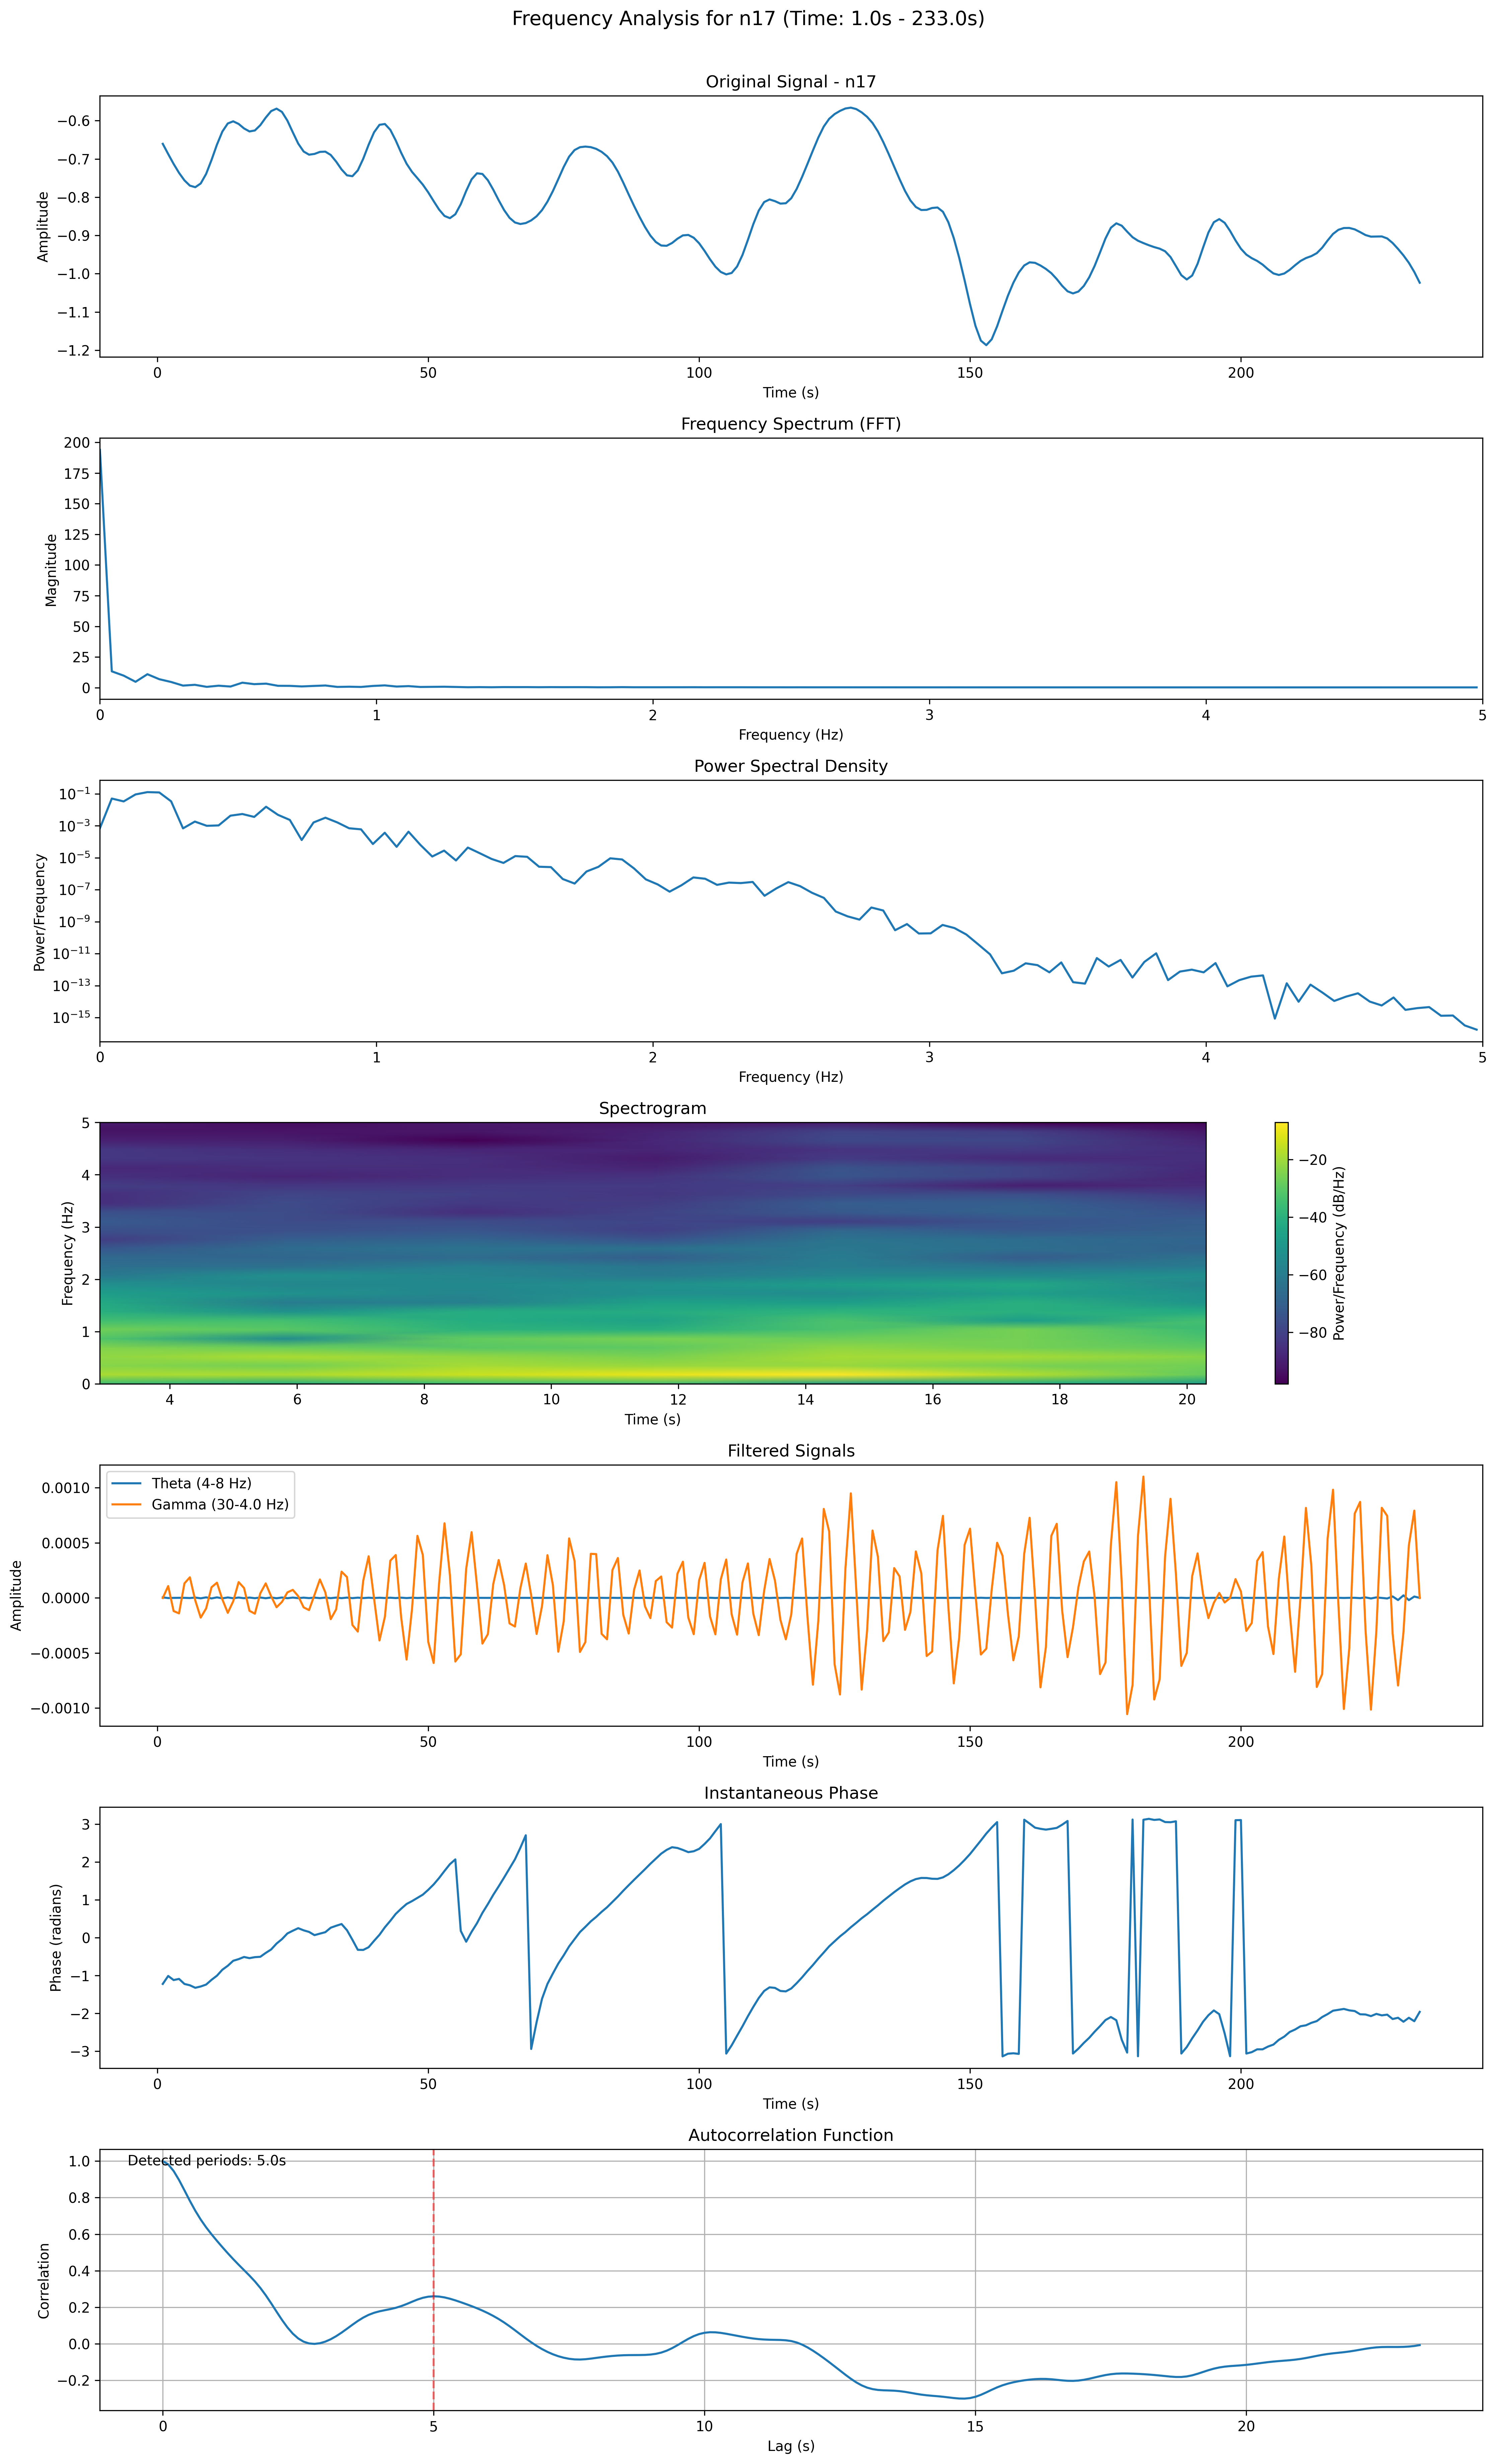 Frequency Analysis for n17 (Time: 1.0s - 233.0s)
Original Signal - n17
Amplitude
−0.6
−0.7
−0.8
−0.9
−1.0
−1.1
−1.2
0 50 100 150 200
Time (s)
Frequency Spectrum (FFT)
Magnitude
200
175
150
125
100
75
50
25
0
0 1 2 3 4 5
Frequency (Hz)
Power Spectral Density
Power/Frequency
10⁻¹
10⁻³
10⁻⁵
10⁻⁷
10⁻⁹
10⁻¹¹
10⁻¹³
10⁻¹⁵
0 1 2 3 4 5
Frequency (Hz)
Spectrogram
Frequency (Hz)
5
4
3
2
1
0
4 6 8 10 12 14 16 18 20
Time (s)
−20
−40
−60
−80
Power/Frequency (dB/Hz)
Filtered Signals
Theta (4-8 Hz)
Gamma (30-4.0 Hz)
Amplitude
0.0010
0.0005
0.0000
−0.0005
−0.0010
0 50 100 150 200
Time (s)
Instantaneous Phase
Phase (radians)
3
2
1
0
−1
−2
−3
0 50 100 150 200
Time (s)
Autocorrelation Function
Detected periods: 5.0s
Correlation
1.0
0.8
0.6
0.4
0.2
0.0
−0.2
0 5 10 15 20
Lag (s)